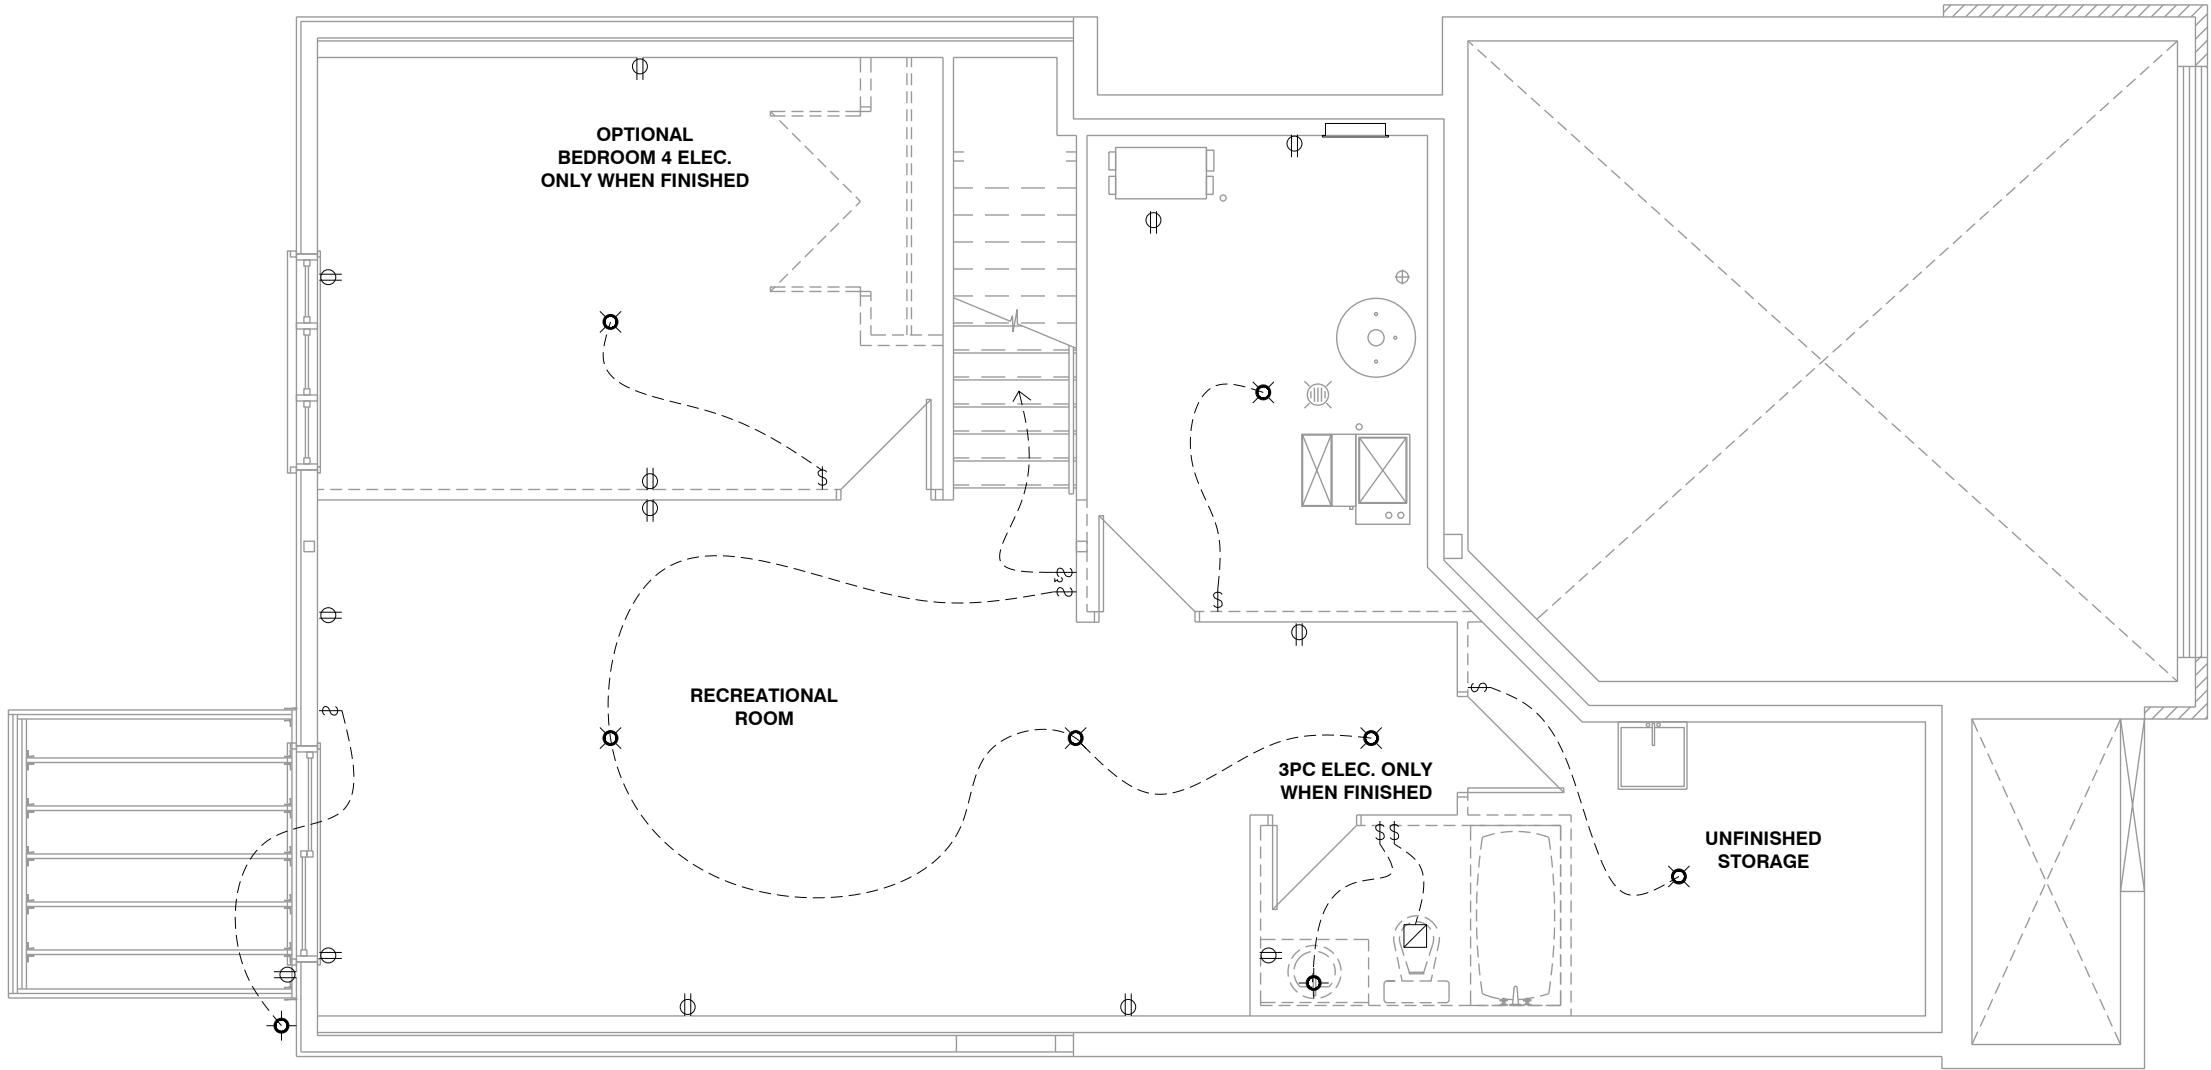 OPTIONAL
BEDROOM 4 ELEC.
ONLY WHEN FINISHED
RECREATIONAL
ROOM
3PC ELEC. ONLY
WHEN FINISHED
UNFINISHED
STORAGE